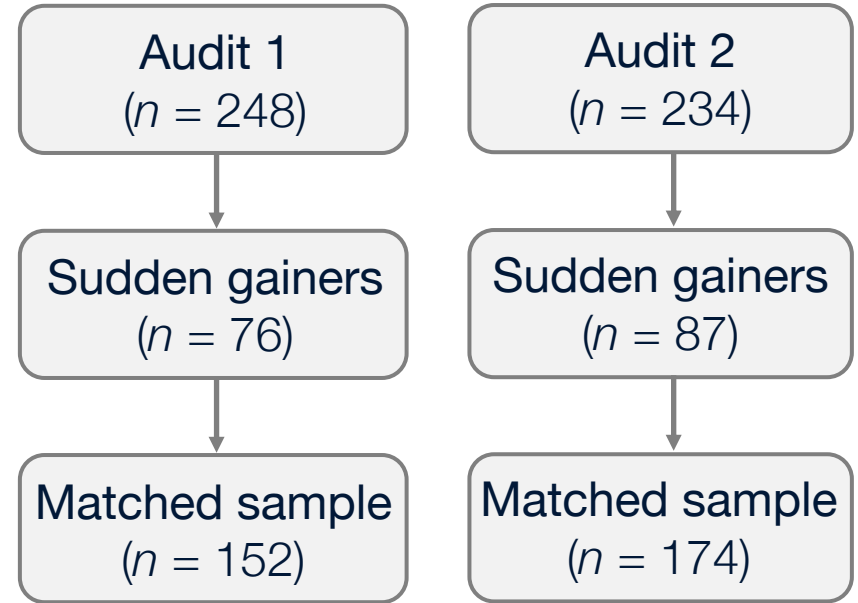 Audit 1
(n = 248)
Sudden gainers
(n = 76)
Matched sample
(n = 152)
Audit 2
(n = 234)
Sudden gainers
(n = 87)
Matched sample
(n = 174)